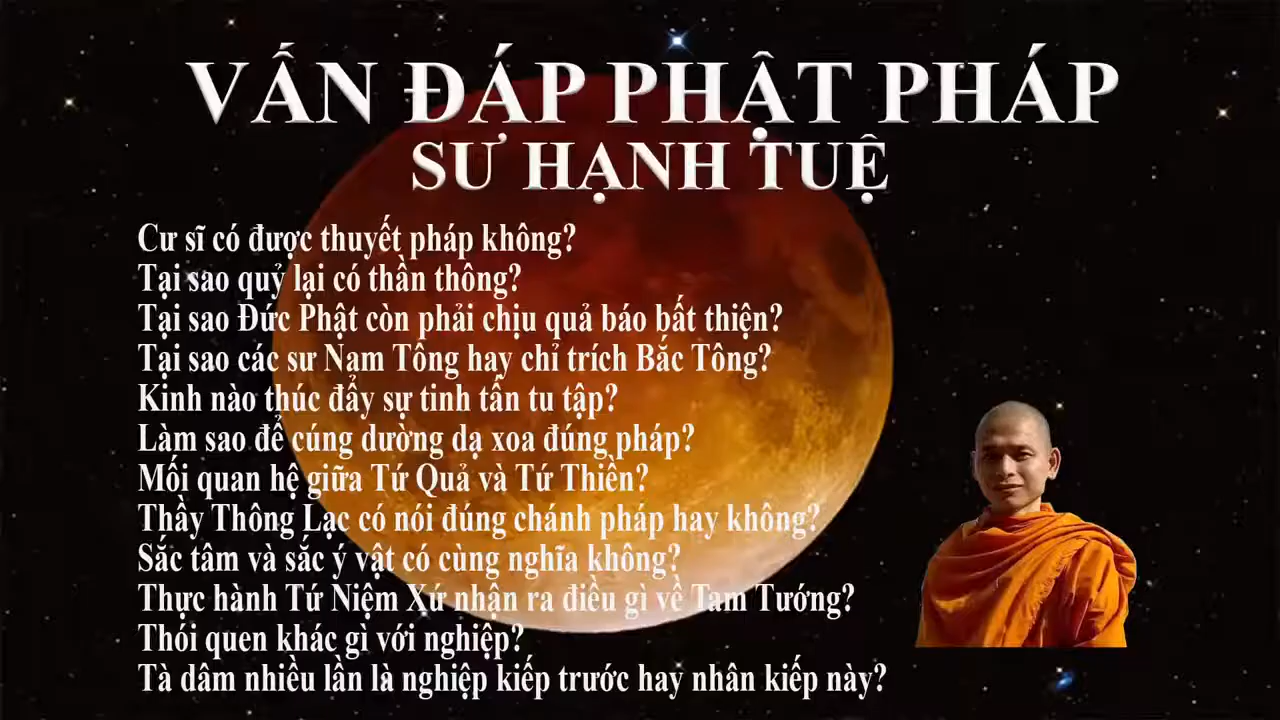 VẤN ĐÁP PHẬT PHÁP
SƯ HẠNH TUỆ
Cư sĩ có được thuyết pháp không?
Tại sao quỷ lại có thần thông?
Tại sao Đức Phật còn phải chịu quả báo bất thiện?
Tại sao các sư Nam Tông hay chỉ trích Bắc Tông?
Kinh nào thúc đẩy sự tinh tấn tu tập?
Làm sao để cúng dường dạ xoa đúng pháp?
Mối quan hệ giữa Tứ Quả và Tứ Thiền?
Thầy Thông Lạc có nói đúng chánh pháp hay không?
Sắc tâm và sắc ý vật có cùng nghĩa không?
Thực hành Tứ Niệm Xứ nhận ra điều gì về Tam Tướng?
Thói quen khác gì với nghiệp?
Tà dâm nhiều lần là nghiệp kiếp trước hay nhân kiếp này?